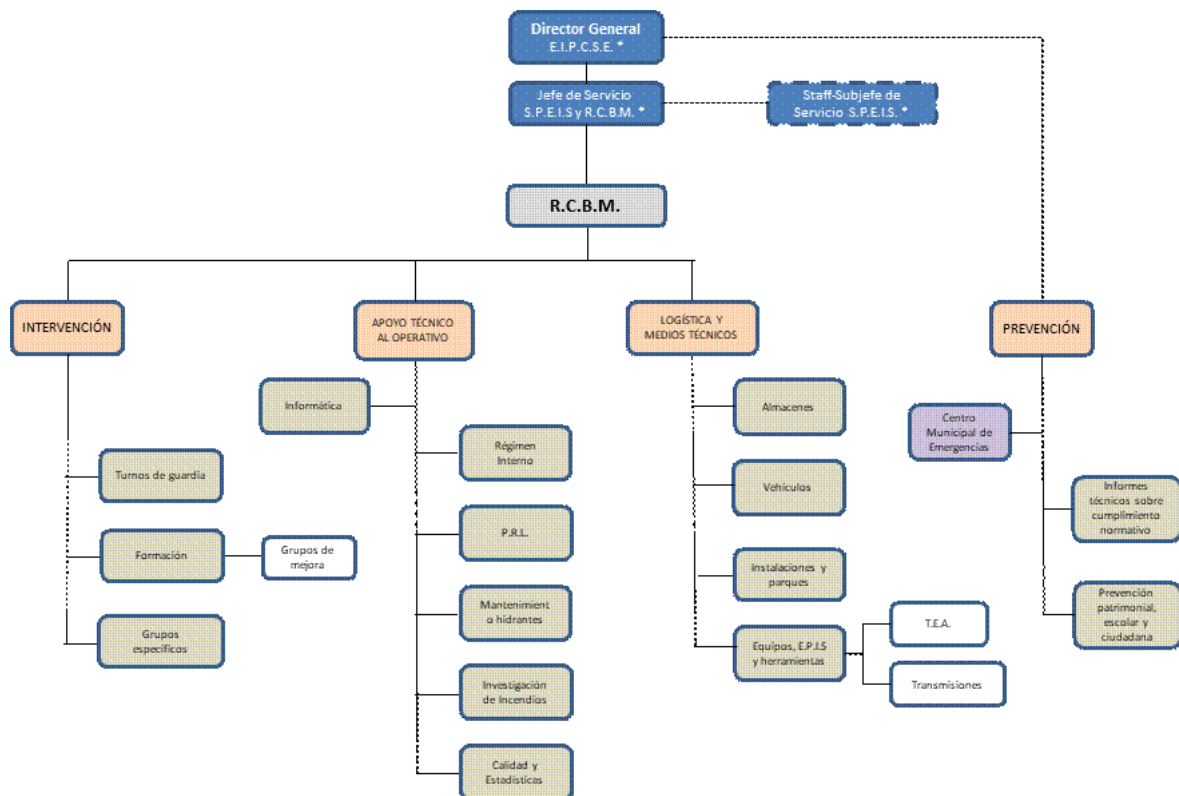 Director General
E.I.P.C.S.E. *
Jefe de Servicio
S.P.E.I.S y R.C.B.M. *
Staff-Subjefe de
Servicio S.P.E.I.S. *
R.C.B.M.
INTERVENCIÓN
APOYO TÉCNICO
AL OPERATIVO
LOGÍSTICA Y
MEDIOS TÉCNICOS
PREVENCIÓN
Turnos de guardia
Formación
Grupos de
mejora
Grupos
específicos
Informática
Régimen
Interno
P.R.L.
Mantenimient
o hidrantes
Investigación
de Incendios
Calidad y
Estadísticas
Almacenes
Vehículos
Instalaciones y
parques
Equipos, E.P.I.S
y herramientas
T.E.A.
Transmisiones
Centro
Municipal de
Emergencias
Informes
técnicos sobre
cumplimiento
normativo
Prevención
patrimonial,
escolar y
ciudadana